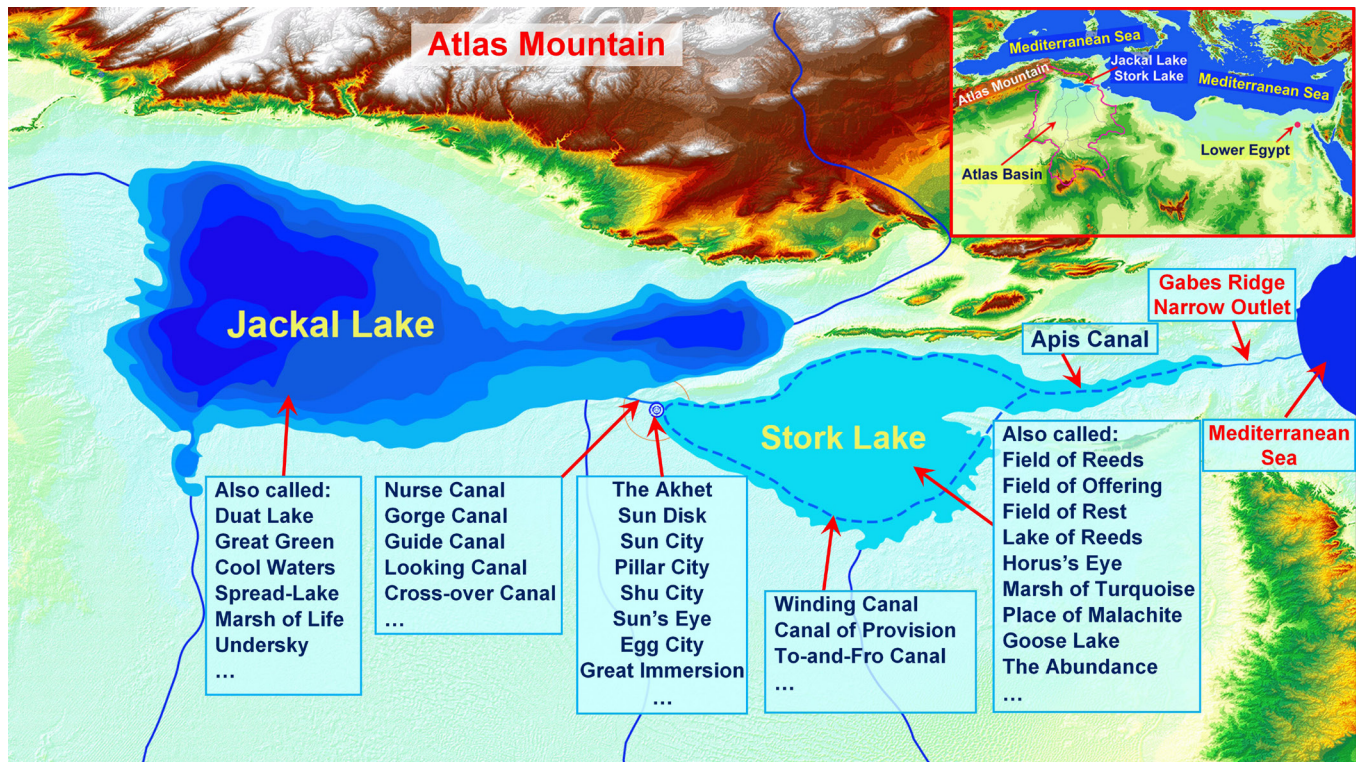 Atlas Mountain
Mediterranean Sea
Jackal Lake
Stork Lake
Atlas Mountain
Mediterranean Sea
Lower Egypt
Atlas Basin
Jackal Lake
Gabes Ridge
Narrow Outlet
Apis Canal
Stork Lake
Mediterranean
Sea
Also called:
Duat Lake
Great Green
Cool Waters
Spread-Lake
Marsh of Life
Undersky
...
Nurse Canal
Gorge Canal
Guide Canal
Looking Canal
Cross-over Canal
...
The Akhet
Sun Disk
Sun City
Pillar City
Shu City
Sun's Eye
Egg City
Great Immersion
...
Winding Canal
Canal of Provision
To-and-Fro Canal
...
Also called:
Field of Reeds
Field of Offering
Field of Rest
Lake of Reeds
Horus's Eye
Marsh of Turquoise
Place of Malachite
Goose Lake
The Abundance
...